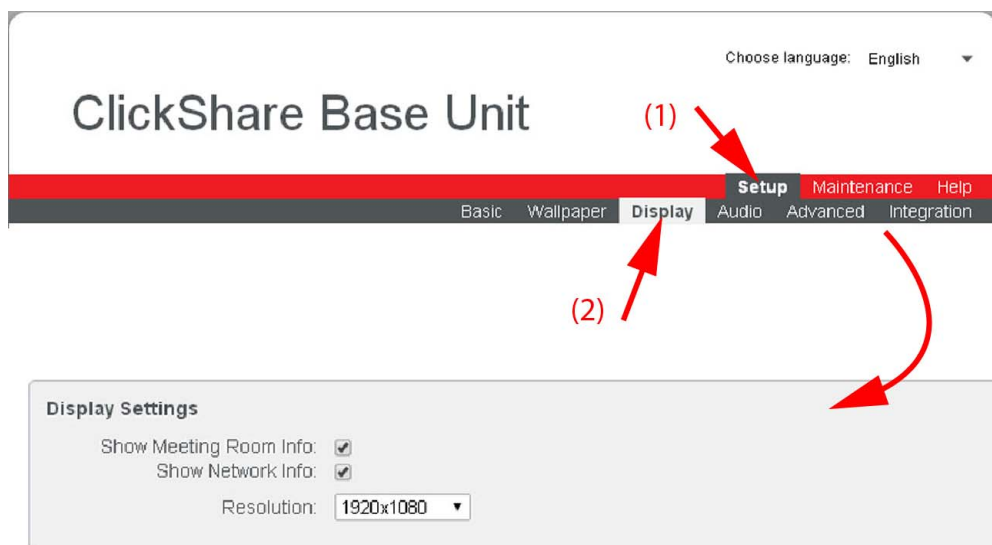 Choose language: English
ClickShare Base Unit
(1)
Setup Maintenance Help
Basic Wallpaper Display Audio Advanced Integration
(2)
Display Settings
Show Meeting Room Info:
Show Network Info:
Resolution: 1920x1080